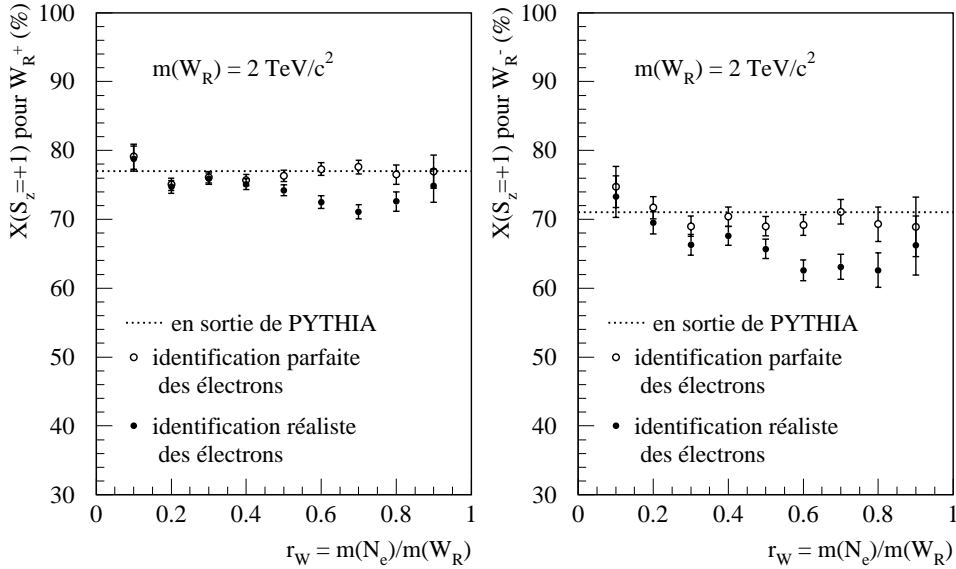 X(S_z=+1) pour W_R^+ (%)
100
90
80
70
60
50
40
30
m(W_R) = 2 TeV/c^2
en sortie de PYTHIA
identification parfaite
des électrons
identification réaliste
des électrons
0
0.2
0.4
0.6
0.8
1
r_W = m(N_e)/m(W_R)
X(S_z=+1) pour W_R^- (%)
100
90
80
70
60
50
40
30
m(W_R) = 2 TeV/c^2
en sortie de PYTHIA
identification parfaite
des électrons
identification réaliste
des électrons
0
0.2
0.4
0.6
0.8
1
r_W = m(N_e)/m(W_R)